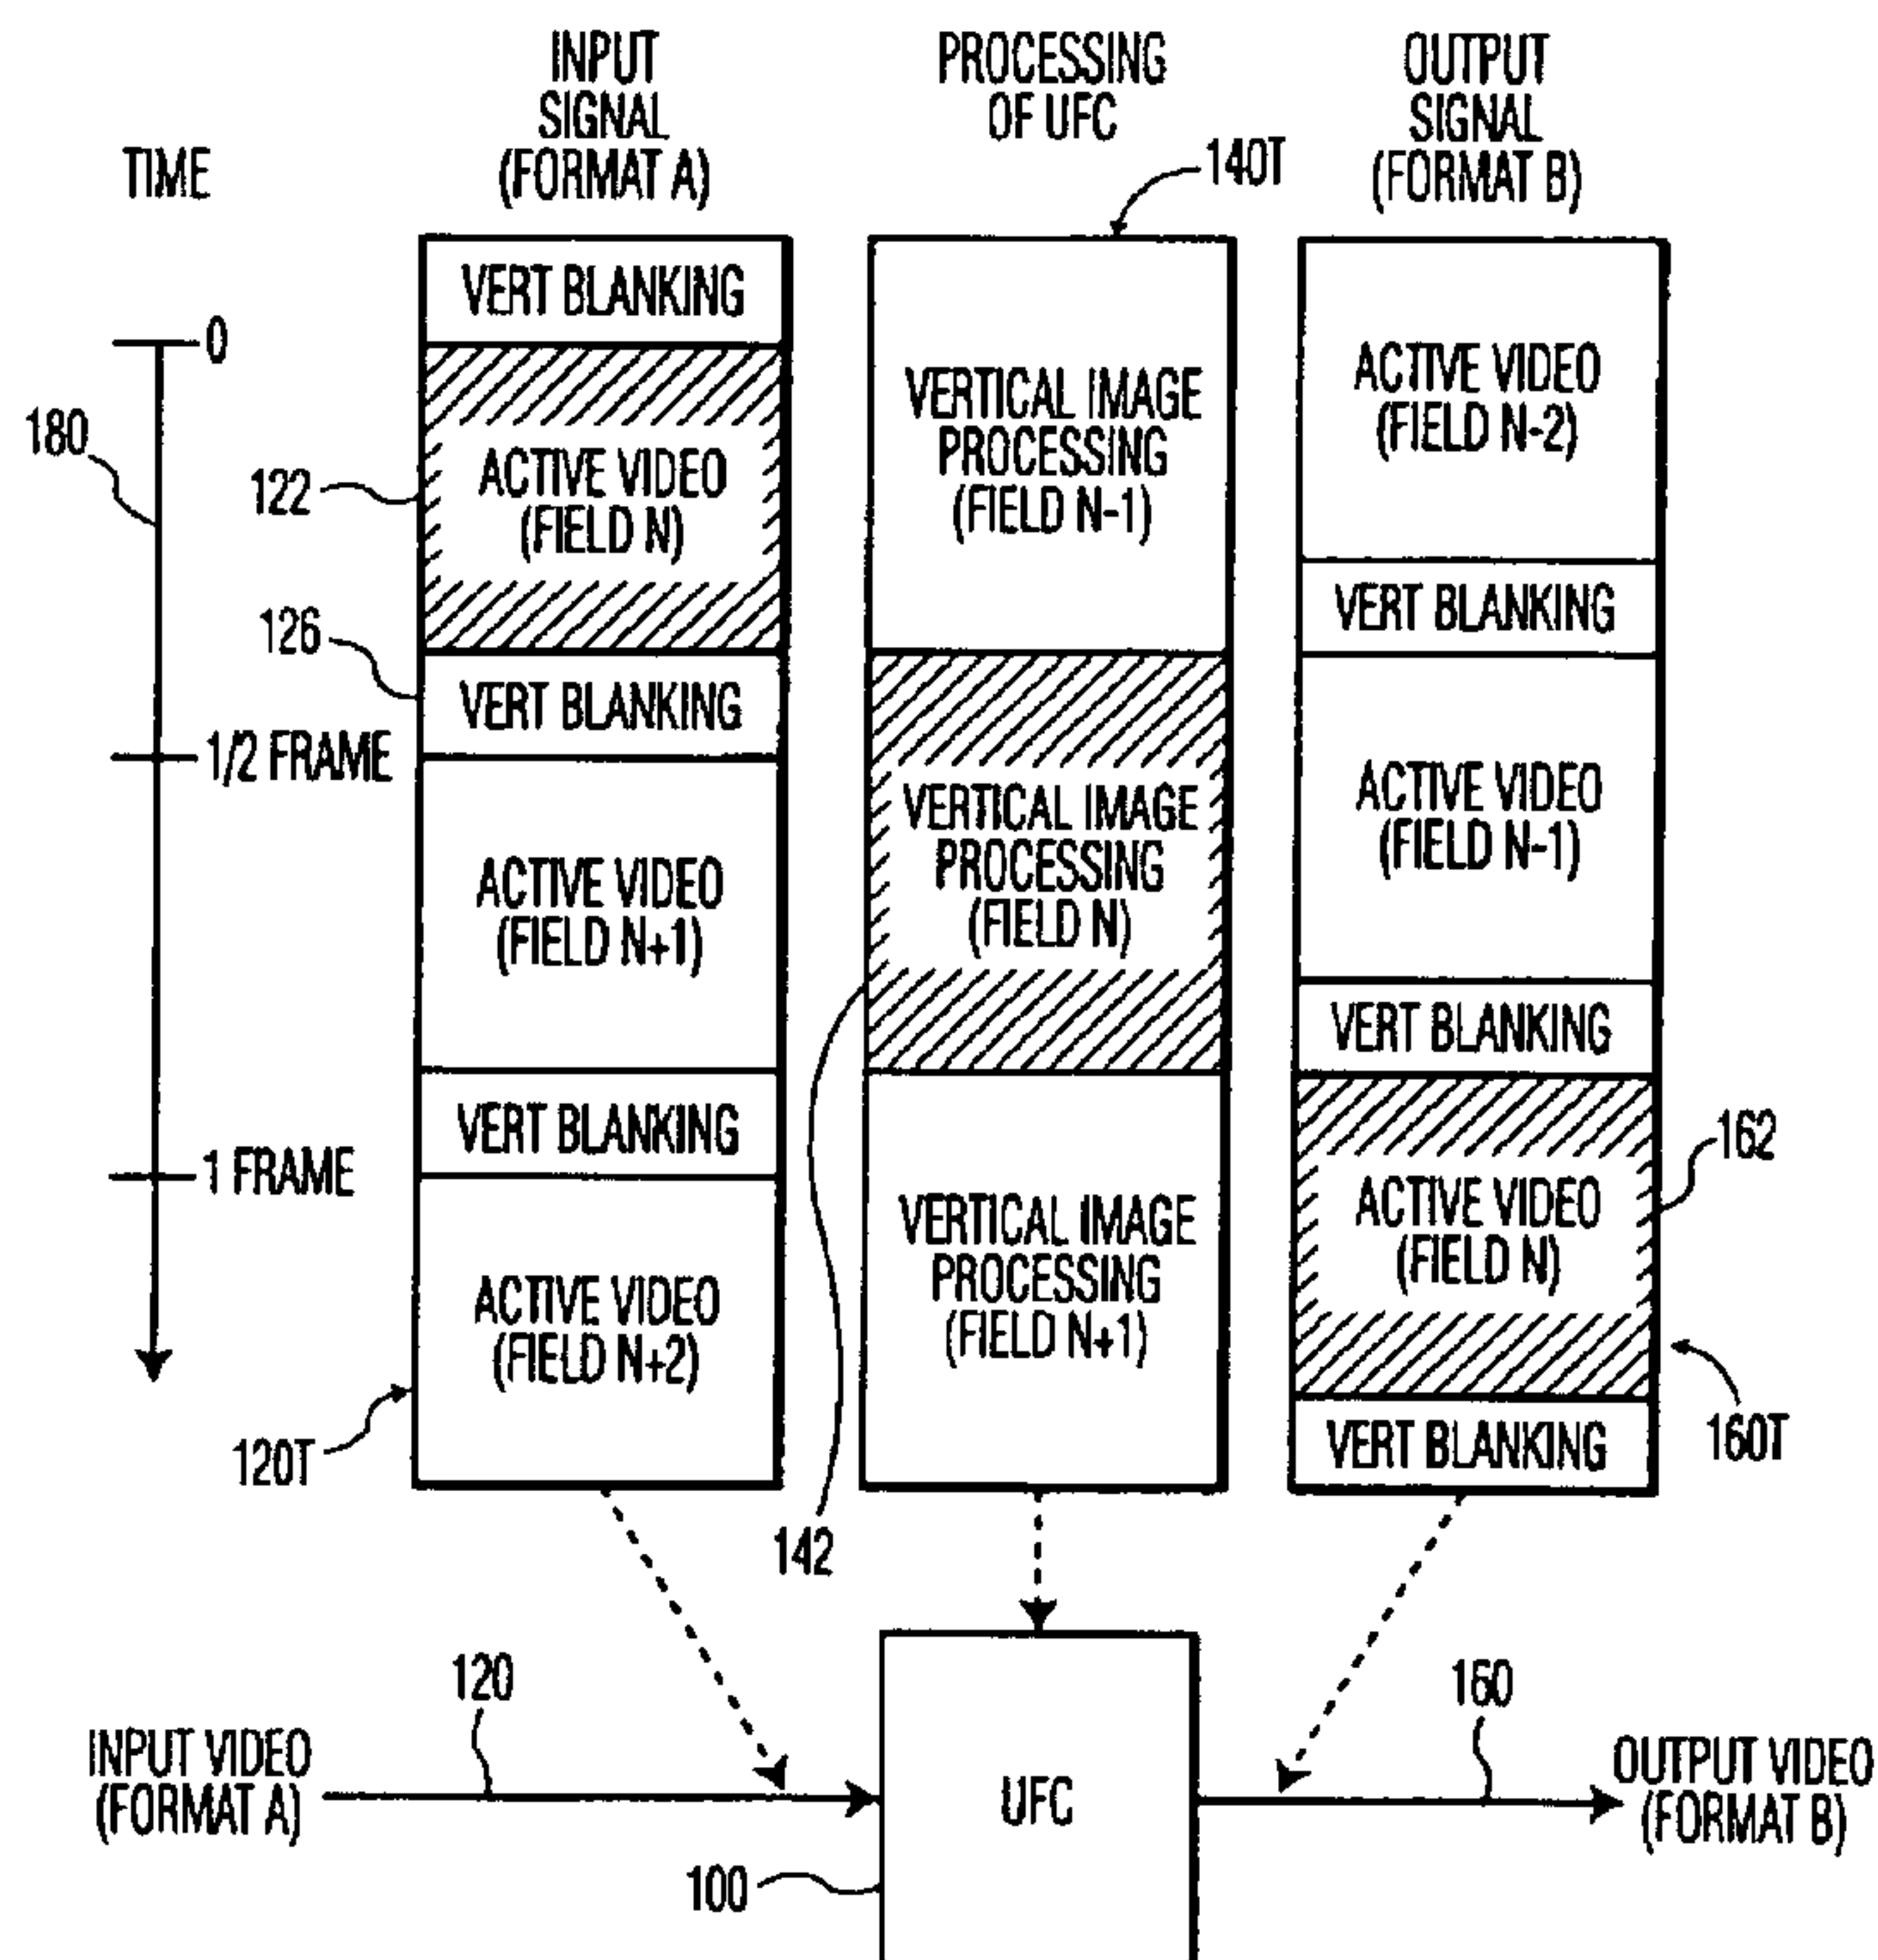 INPUT
SIGNAL
(FORMAT A)
PROCESSING
OF UFC
OUTPUT
SIGNAL
(FORMAT B)
TIME
140T
0
180
122
126
1/2 FRAME
1 FRAME
120T
VERT BLANKING
ACTIVE VIDEO
(FIELD N)
VERT BLANKING
ACTIVE VIDEO
(FIELD N+1)
VERT BLANKING
ACTIVE VIDEO
(FIELD N+2)
VERTICAL IMAGE
PROCESSING
(FIELD N-1)
VERTICAL IMAGE
PROCESSING
(FIELD N)
VERTICAL IMAGE
PROCESSING
(FIELD N+1)
142
ACTIVE VIDEO
(FIELD N-2)
VERT BLANKING
ACTIVE VIDEO
(FIELD N-1)
VERT BLANKING
ACTIVE VIDEO
(FIELD N)
VERT BLANKING
162
160T
120
INPUT VIDEO
(FORMAT A)
UFC
100
160
OUTPUT VIDEO
(FORMAT B)